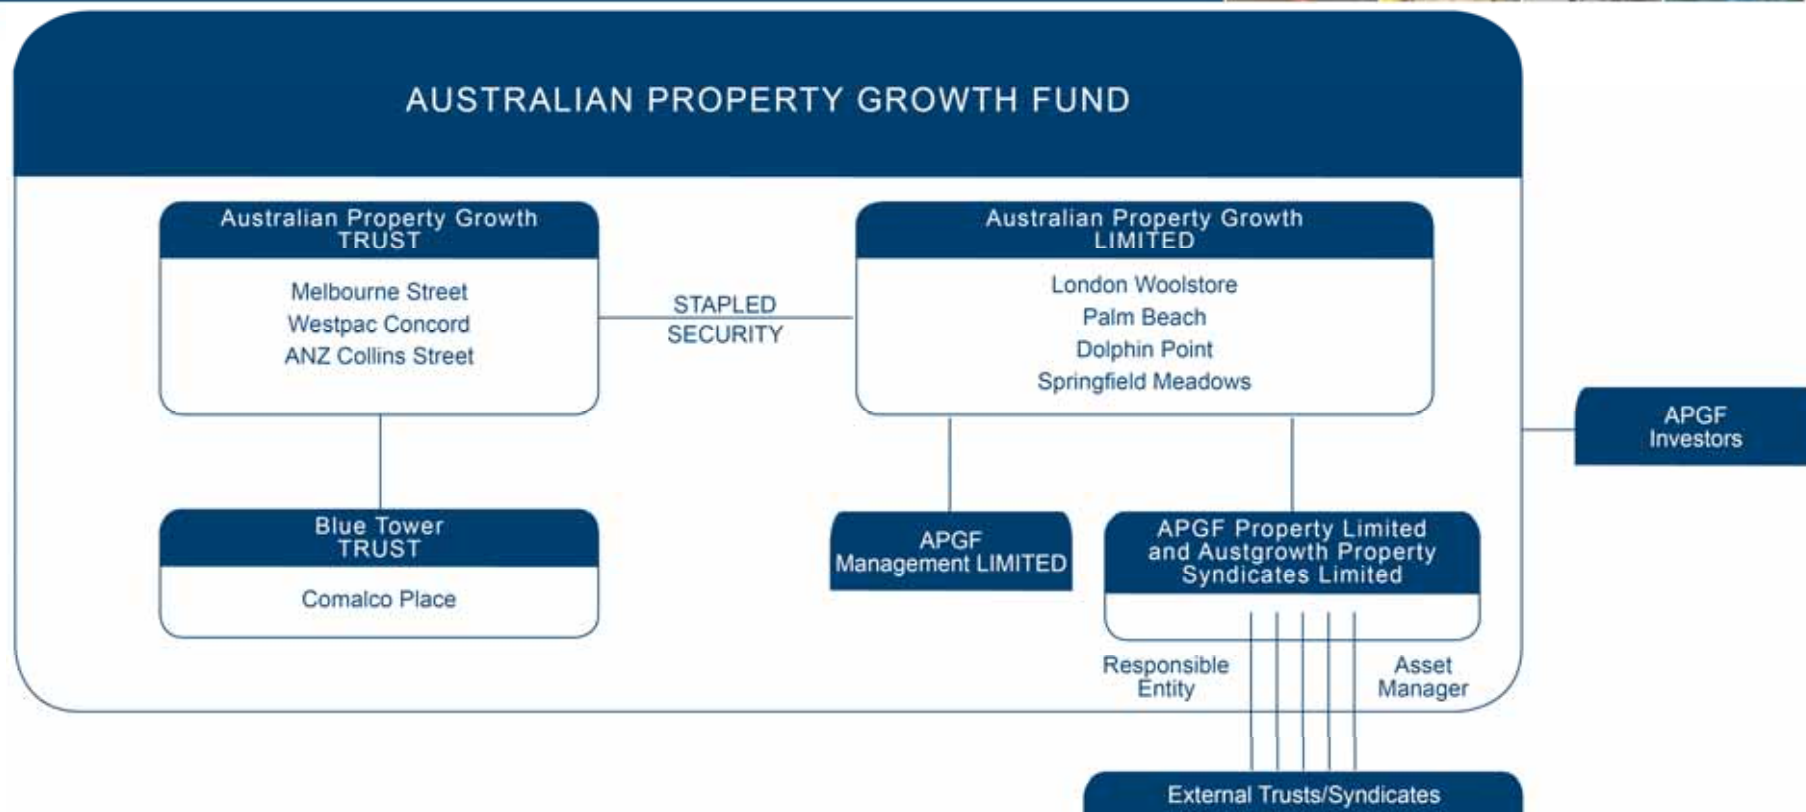 AUSTRALIAN PROPERTY GROWTH FUND
Australian Property Growth
TRUST
Melbourne Street
Westpac Concord
ANZ Collins Street
STAPLED
SECURITY
Australian Property Growth
LIMITED
London Woolstore
Palm Beach
Dolphin Point
Springfield Meadows
APGF
Investors
Blue Tower
TRUST
Comalco Place
APGF
Management LIMITED
APGF Property Limited
and Austgrowth Property
Syndicates Limited
Responsible
Entity
Asset
Manager
External Trusts/Syndicates